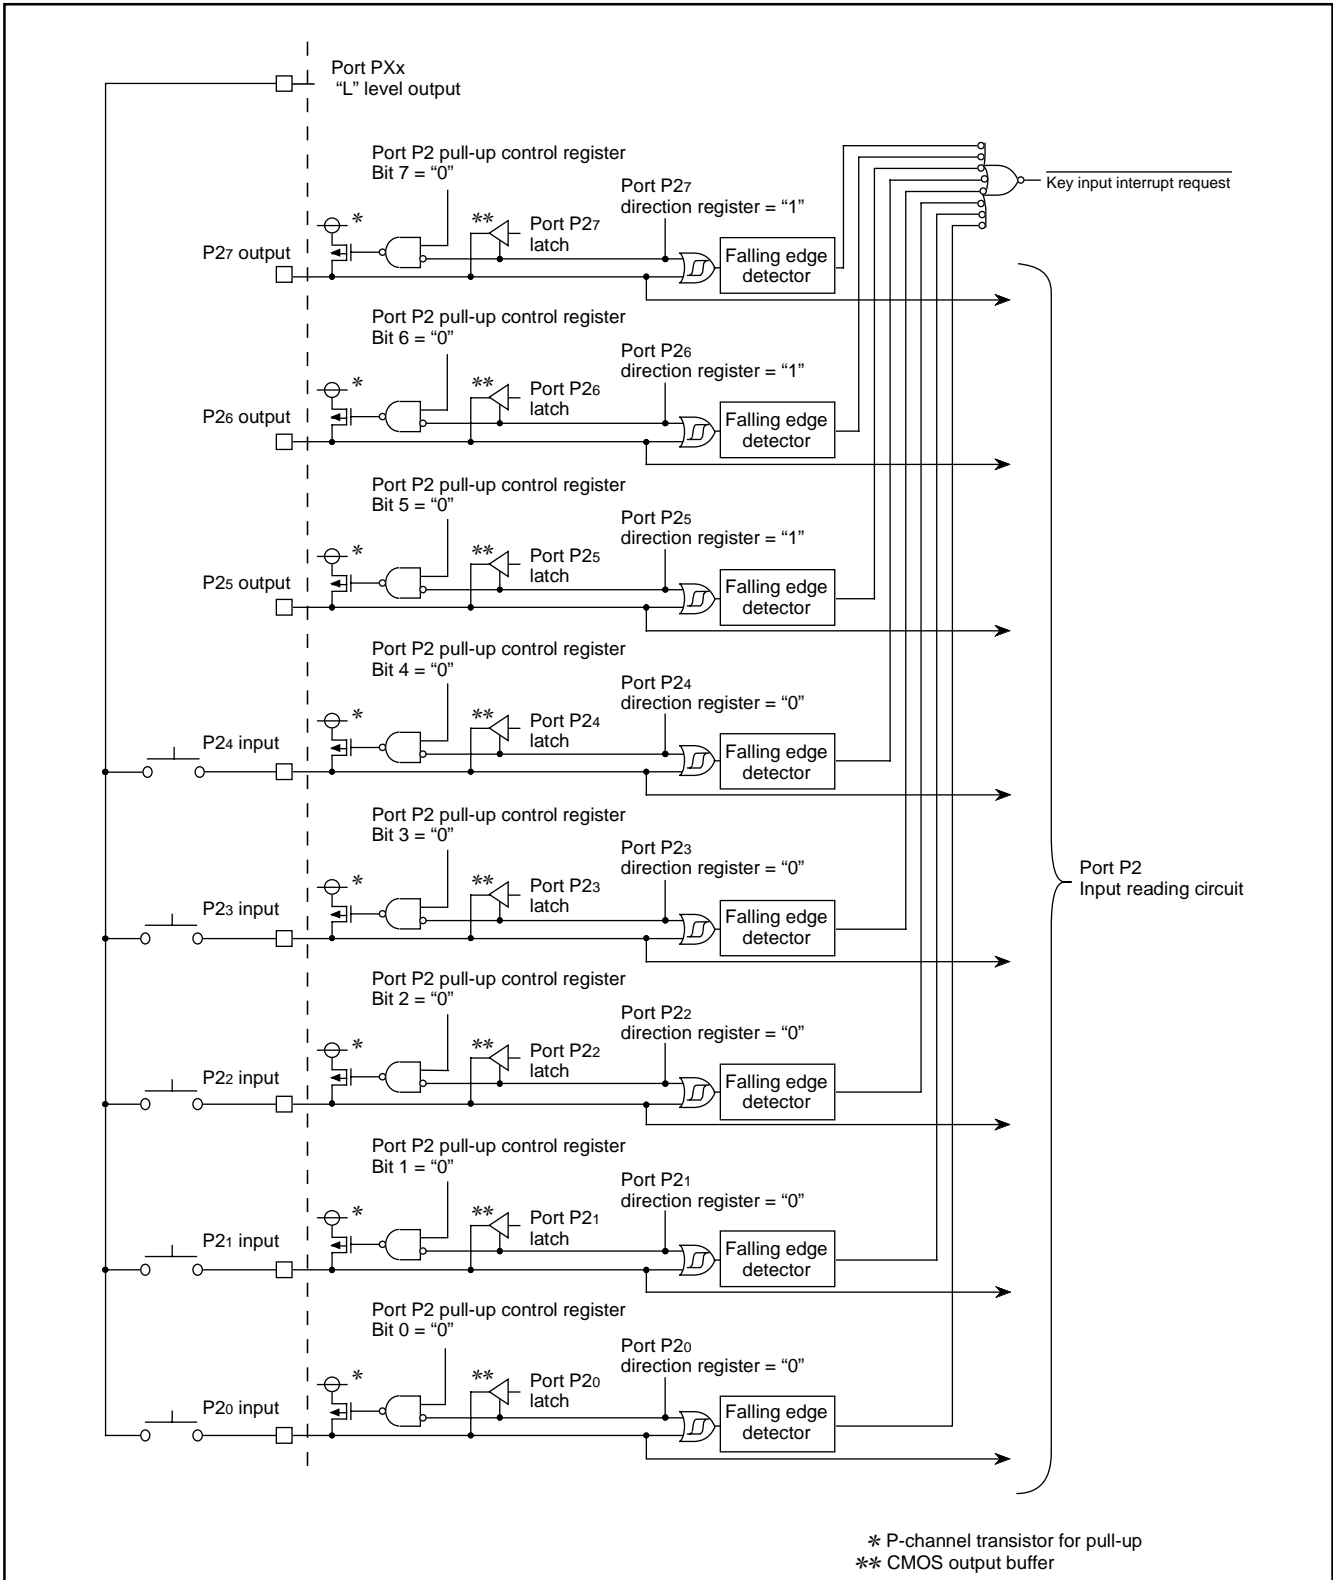 Port PXx
“L” level output
Port P2 pull-up control register
Bit 7 = “0”
Port P27
direction register = “1”
Key input interrupt request
*
**
Port P27
latch
P27 output
Falling edge
detector
Port P2 pull-up control register
Bit 6 = “0”
Port P26
direction register = “1”
*
**
Port P26
latch
P26 output
Falling edge
detector
Port P2 pull-up control register
Bit 5 = “0”
Port P25
direction register = “1”
*
**
Port P25
latch
P25 output
Falling edge
detector
Port P2 pull-up control register
Bit 4 = “0”
Port P24
direction register = “0”
*
**
Port P24
latch
P24 input
Falling edge
detector
Port P2 pull-up control register
Bit 3 = “0”
Port P23
direction register = “0”
*
**
Port P23
latch
P23 input
Falling edge
detector
Port P2
Input reading circuit
Port P2 pull-up control register
Bit 2 = “0”
Port P22
direction register = “0”
*
**
Port P22
latch
P22 input
Falling edge
detector
Port P2 pull-up control register
Bit 1 = “0”
Port P21
direction register = “0”
*
**
Port P21
latch
P21 input
Falling edge
detector
Port P2 pull-up control register
Bit 0 = “0”
Port P20
direction register = “0”
*
**
Port P20
latch
P20 input
Falling edge
detector
* P-channel transistor for pull-up
** CMOS output buffer